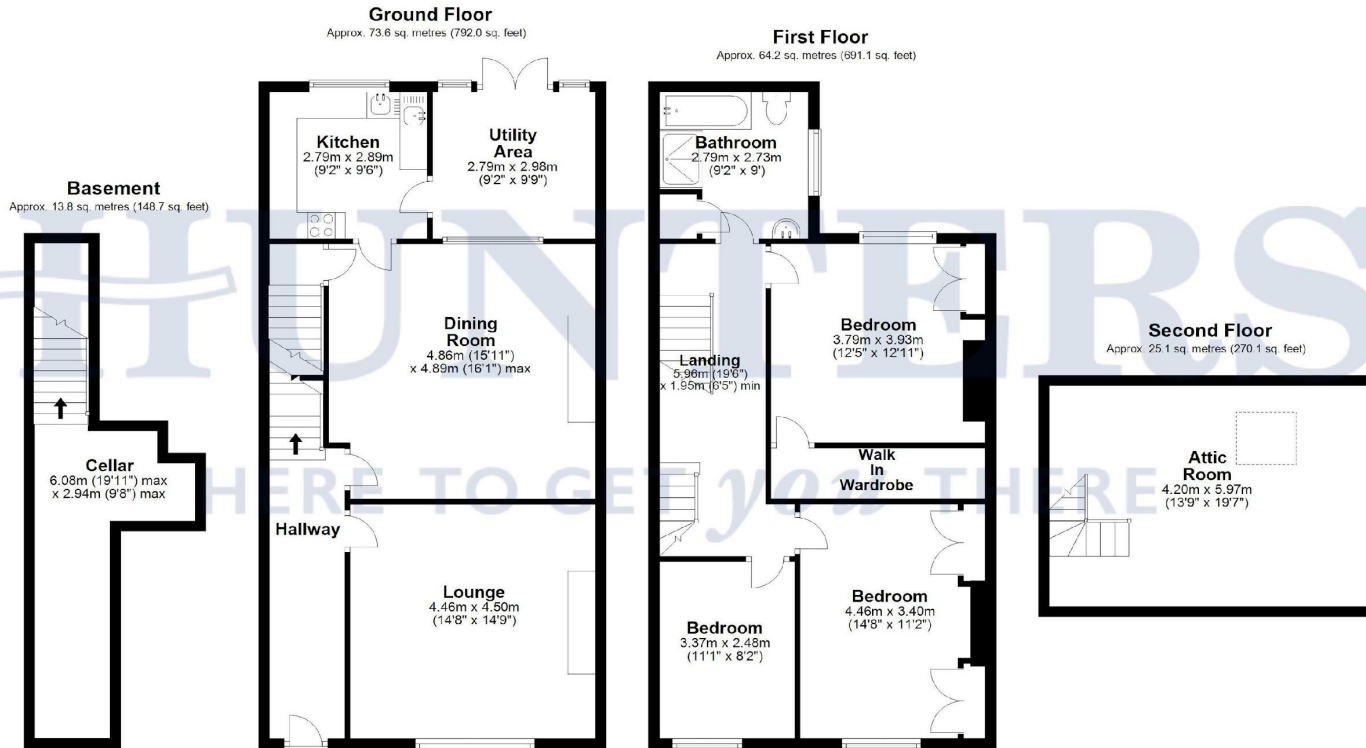 Ground Floor
Approx. 73.6 sq. metres (792.0 sq. feet)
First Floor
Approx. 64.2 sq. metres (691.1 sq. feet)
Kitchen
2.79m x 2.89m
(9'2" x 9'6")
Utility
Area
2.79m x 2.98m
(9'2" x 9'9")
Bathroom
2.79m x 2.73m
(9'2" x 9')
Basement
Approx. 13.8 sq. metres (148.7 sq. feet)
HUNTERS
Dining
Room
4.86m (15'11")
x 4.89m (16'1") max
Landing
5.96m (19'6")
x 1.95m (6'5") min
Bedroom
3.79m x 3.93m
(12'5" x 12'11")
Second Floor
Approx. 25.1 sq. metres (270.1 sq. feet)
Cellar
6.08m (19'11") max
x 2.94m (9'8") max
Walk
In
Wardrobe
Attic
Room
4.20m x 5.97m
(13'9" x 19'7")
HERE TO GET you THERE
Hallway
Lounge
4.46m x 4.50m
(14'8" x 14'9")
Bedroom
3.37m x 2.48m
(11'1" x 8'2")
Bedroom
4.46m x 3.40m
(14'8" x 11'2")